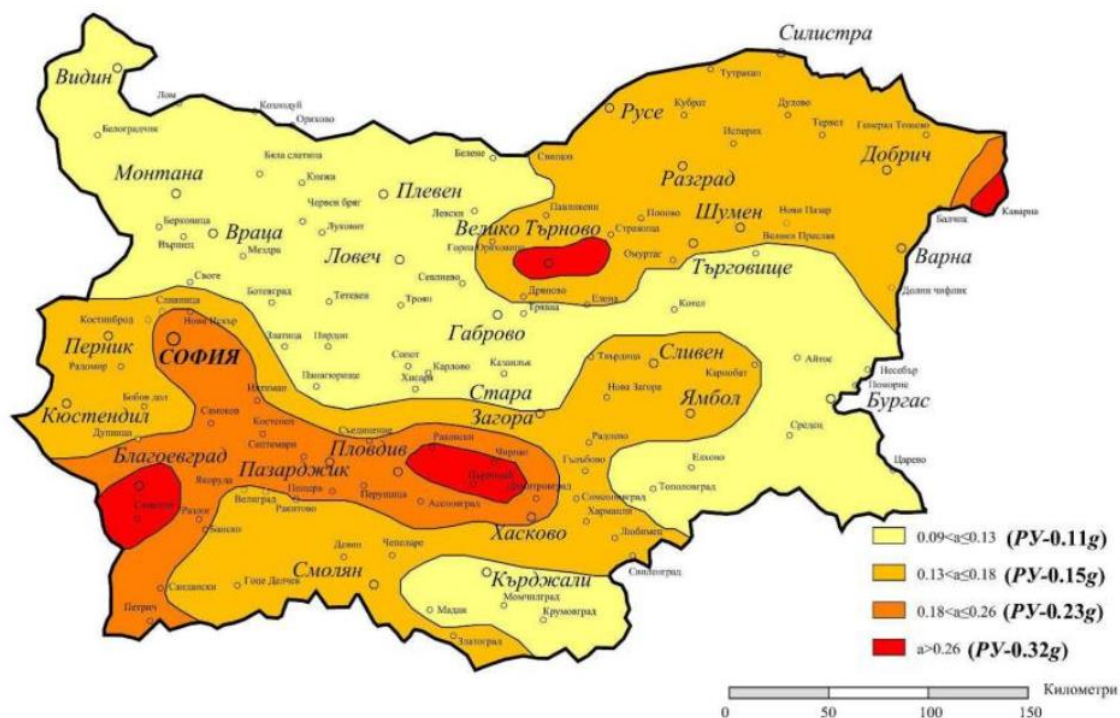 Силистра
Видин
Тутракан
Лом
Козлодуй
Русе
Кубрат
Дулово
Оряхово
Исперих
Тервел
Генерал Тошево
Белоградчик
Бяла слатина
Белене
Свищов
Добрич
Монтана
Кнежа
Плевен
Разград
Червен бряг
Левски
Павликени
Попово
Шумен
Нови Пазар
Балчик
Каварна
Берковица
Враца
Луковит
Велико Търново
Стражица
Велики Преслав
Вършец
Мездра
Ловеч
Горна Оряховица
Омуртаг
Варна
Своге
Севлиево
Търговище
Ботевград
Тетевен
Троян
Дряново
Елена
Котел
Долни чифлик
Сливница
Костинброд
Нови Искър
Габрово
Трявна
Перник
СОФИЯ
Златица
Пирдоп
Сопот
Карлово
Казанлък
Твърдица
Сливен
Айтос
Несебър
Радомир
Панагюрище
Хисаря
Карнобат
Поморие
Бобов дол
Ихтиман
Стара
Загора
Нова Загора
Ямбол
Бургас
Кюстендил
Самоков
Костенец
Съединение
Раковски
Раднево
Средец
Дупница
Септември
Пловдив
Чирпан
Благоевград
Пазарджик
Първомай
Гълъбово
Елхово
Царево
Якоруда
Пещера
Перущица
Димитровград
Симитли
Велинград
Ракитово
Асеновград
Симеоновград
Тополовград
Разлог
Хасково
Харманли
Банско
Любимец
Девин
Чепеларе
Свиленград
Сандански
Гоце Делчев
Смолян
Кърджали
Петрич
Мадан
Момчилград
Крумовград
Златоград
0.09<a≤0.13 (РУ-0.11g)
0.13<a≤0.18 (РУ-0.15g)
0.18<a≤0.26 (РУ-0.23g)
a>0.26 (РУ-0.32g)
Километри
0 50 100 150